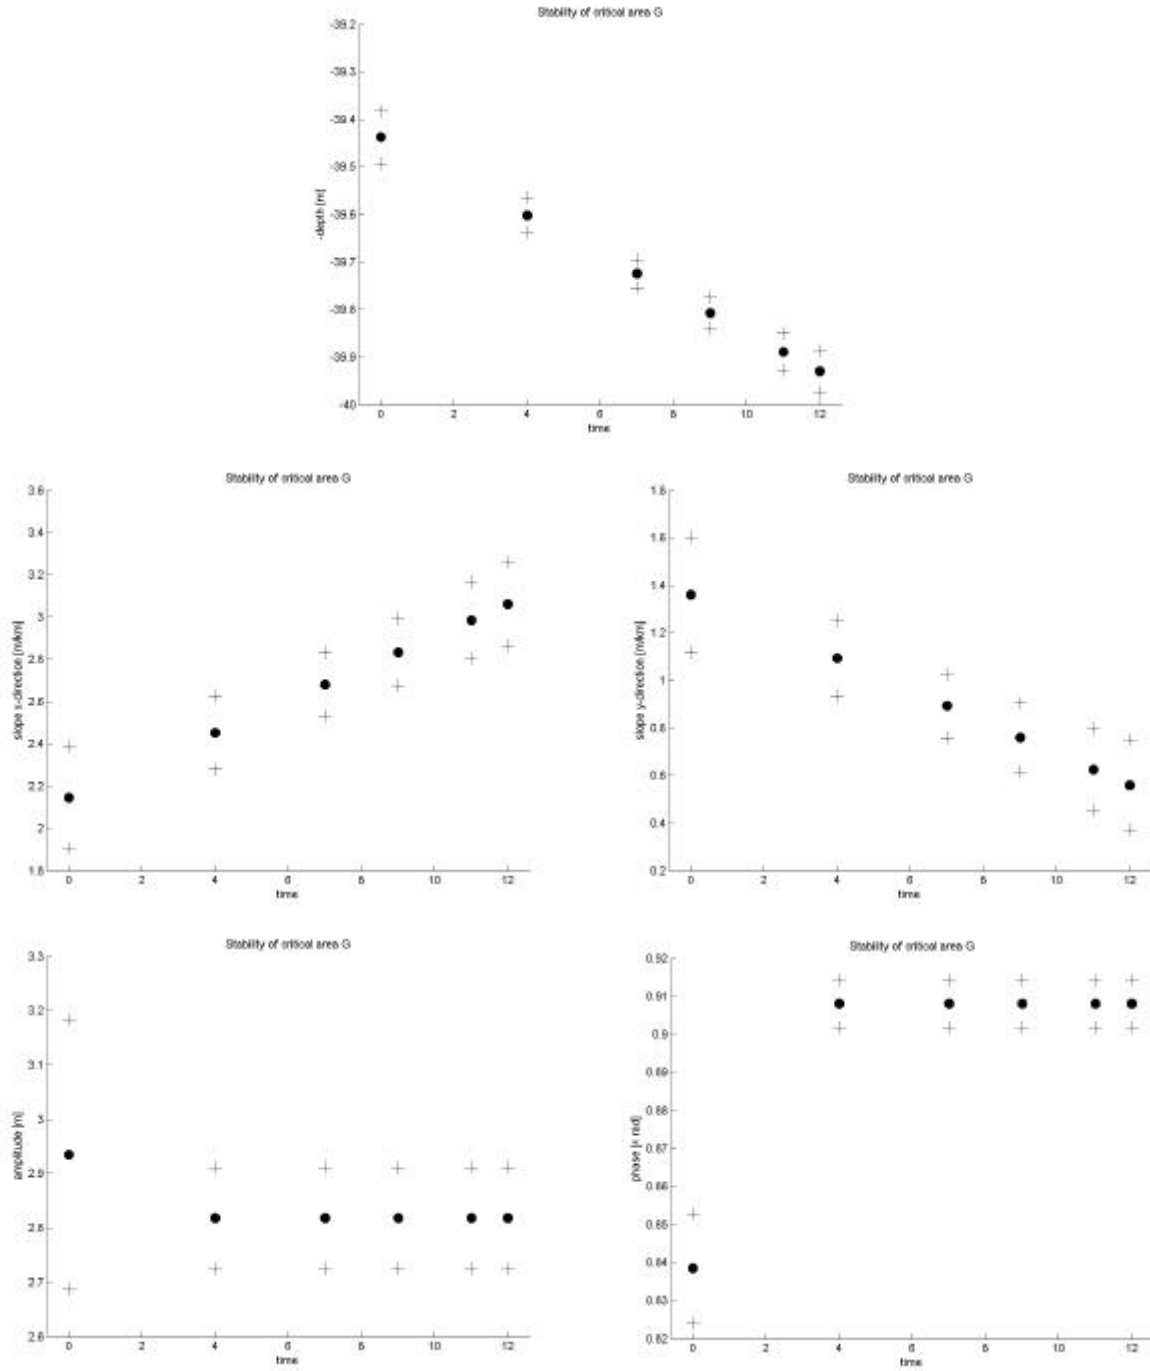 Stability of critical area G
-39.2
-39.3
-39.4
-39.5
-39.6
-39.7
-39.8
-39.9
-40
-depth [m]
0 2 4 6 8 10 12
time
Stability of critical area G
3.6
3.4
3.2
3
2.8
2.6
2.4
2.2
2
1.8
slope x-direction [m/km]
0 2 4 6 8 10 12
time
Stability of critical area G
1.8
1.6
1.4
1.2
1
0.8
0.6
0.4
0.2
slope y-direction [m/km]
0 2 4 6 8 10 12
time
Stability of critical area G
3.3
3.2
3.1
3
2.9
2.8
2.7
2.6
amplitude [m]
0 2 4 6 8 10 12
time
Stability of critical area G
0.92
0.91
0.9
0.89
0.88
0.87
0.86
0.85
0.84
0.83
0.82
phase [ rad]
0 2 4 6 8 10 12
time